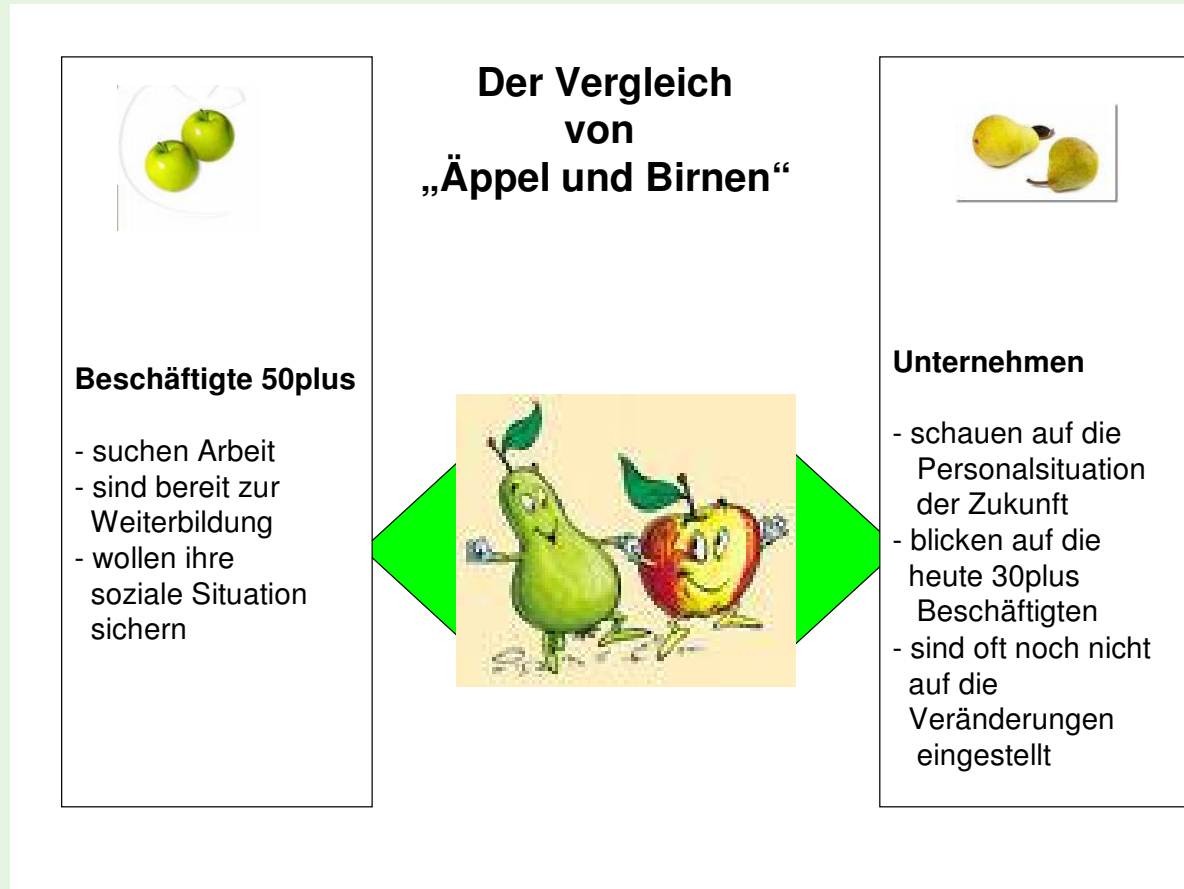 Der Vergleich
von
„Äppel und Birnen“
Beschäftigte 50plus
- suchen Arbeit
- sind bereit zur
Weiterbildung
- wollen ihre
soziale Situation
sichern
Unternehmen
- schauen auf die
Personalsituation
der Zukunft
- blicken auf die
heute 30plus
Beschäftigten
- sind oft noch nicht
auf die
Veränderungen
eingestellt